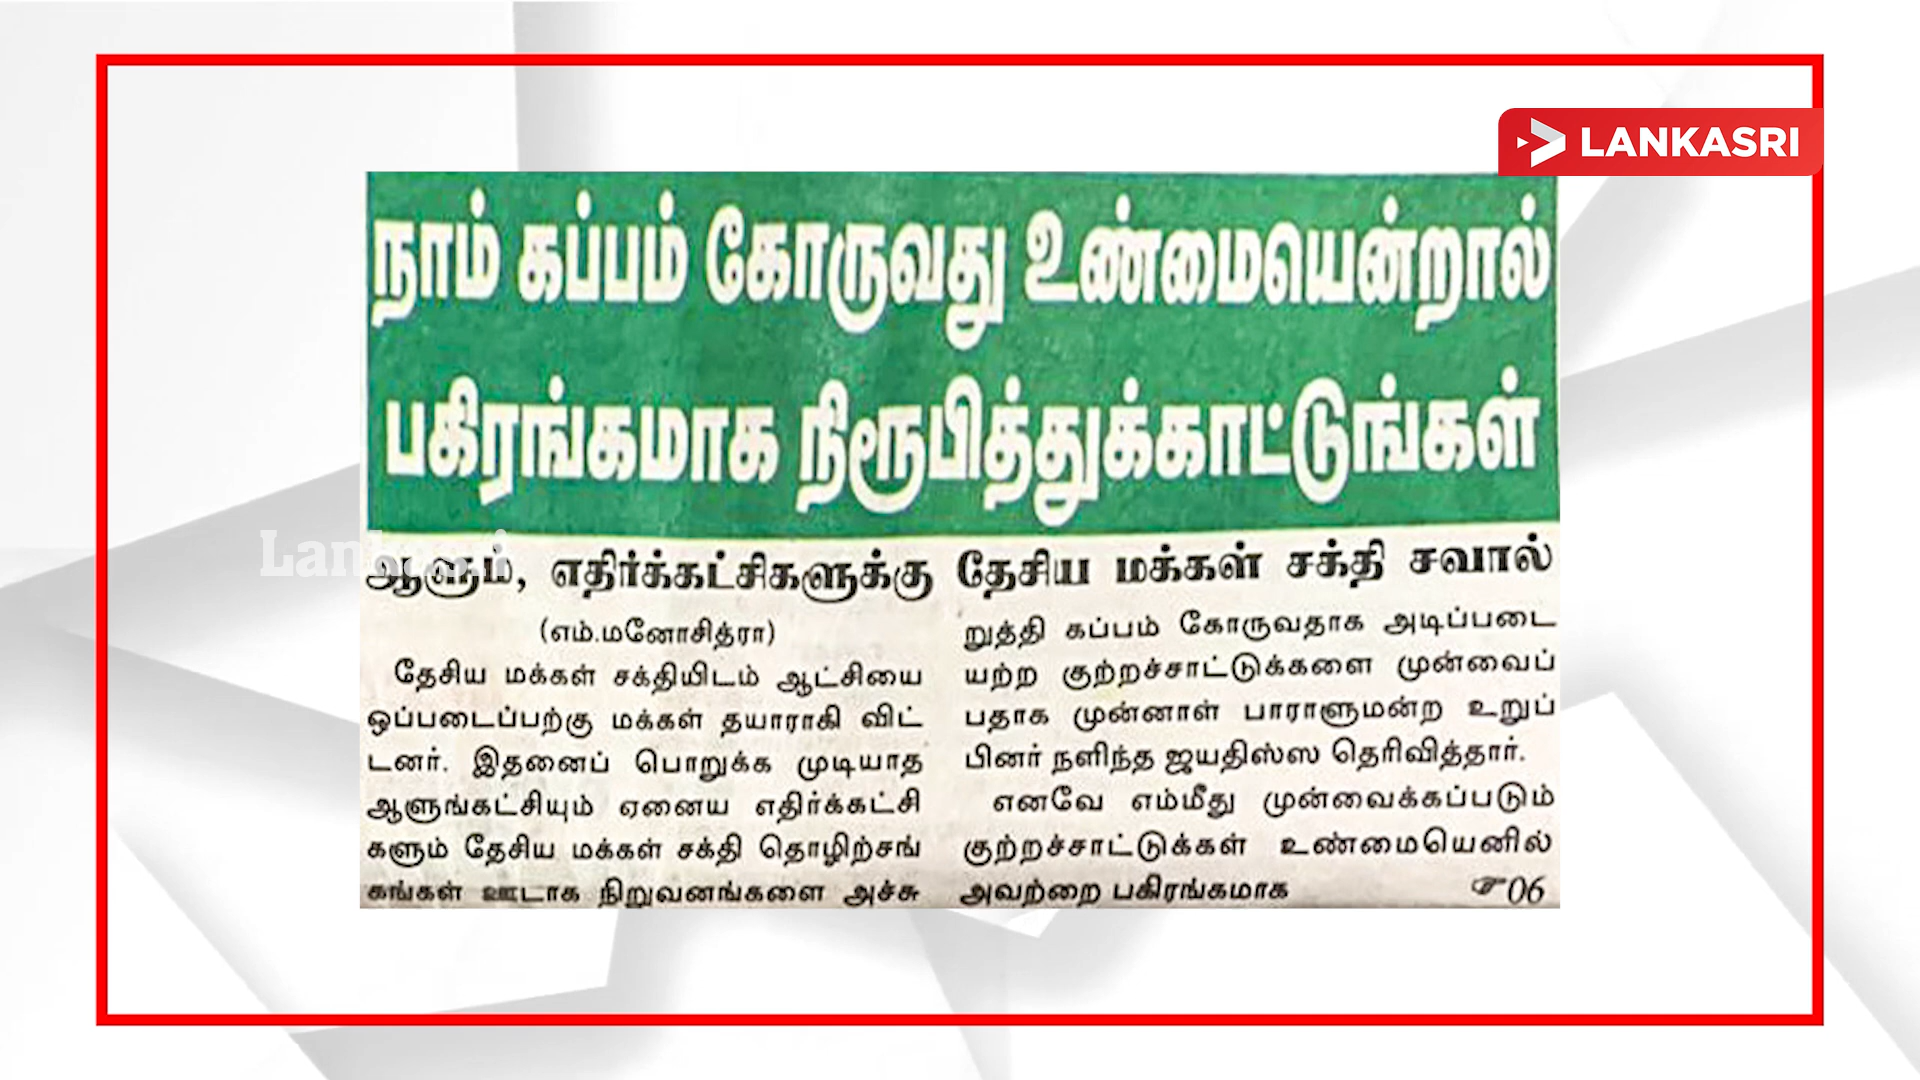 LANKASRI
நாம் கப்பம் கோருவது உண்மையென்றால்
பகிரங்கமாக நிரூபித்துக்காட்டுங்கள்
Lankasri
ஆளும், எதிர்க்கட்சிகளுக்கு தேசிய மக்கள் சக்தி சவால்
(எம்.மனோசித்ரா)
தேசிய மக்கள் சக்தியிடம் ஆட்சியை
ஒப்படைப்பற்கு மக்கள் தயாராகி விட்
டனர். இதனைப் பொறுக்க முடியாத
ஆளுங்கட்சியும் ஏனைய எதிர்க்கட்சி
களும் தேசிய மக்கள் சக்தி தொழிற்சங்
கங்கள் ஊடாக நிறுவனங்களை அச்சு
றுத்தி கப்பம் கோருவதாக அடிப்படை
யற்ற குற்றச்சாட்டுக்களை முன்வைப்
பதாக முன்னாள் பாராளுமன்ற உறுப்
பினர் நளிந்த ஜயதிஸ்ஸ தெரிவித்தார்.
எனவே எம்மீது முன்வைக்கப்படும்
குற்றச்சாட்டுக்கள் உண்மையெனில்
அவற்றை பகிரங்கமாக ☞06